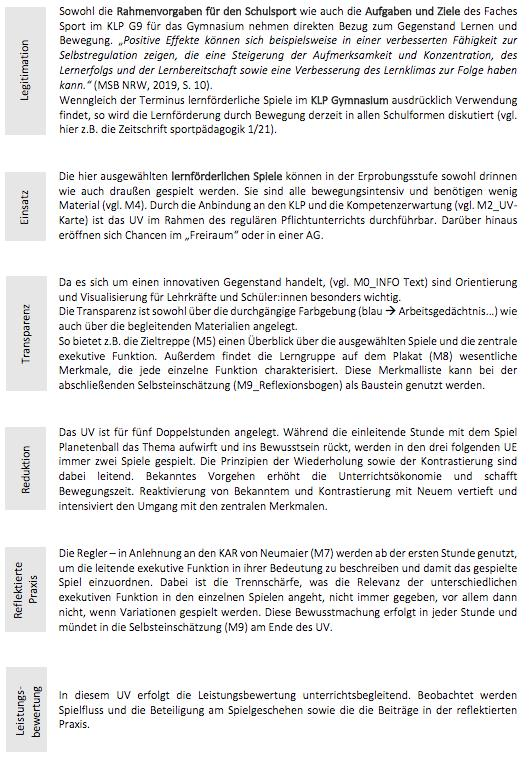 Legitimation
Sowohl die Rahmenvorgaben für den Schulsport wie auch die Aufgaben und Ziele des Faches
Sport im KLP G9 für das Gymnasium nehmen direkten Bezug zum Gegenstand Lernen und
Bewegung. „Positive Effekte können sich beispielsweise in einer verbesserten Fähigkeit zur
Selbstregulation zeigen, die eine Steigerung der Aufmerksamkeit und Konzentration, des
Lernerfolgs und der Lernbereitschaft sowie eine Verbesserung des Lernklimas zur Folge haben
kann.“ (MSB NRW, 2019, S. 10).
Wenngleich der Terminus lernförderliche Spiele im KLP Gymnasium ausdrücklich Verwendung
findet, so wird die Lernförderung durch Bewegung derzeit in allen Schulformen diskutiert (vgl.
hier z.B. die Zeitschrift sportpädagogik 1/21).
Einsatz
Die hier ausgewählten lernförderlichen Spiele können in der Erprobungsstufe sowohl drinnen
wie auch draußen gespielt werden. Sie sind alle bewegungsintensiv und benötigen wenig
Material (vgl. M4). Durch die Anbindung an den KLP und die Kompetenzerwartung (vgl. M2_UV-
Karte) ist das UV im Rahmen des regulären Pflichtunterrichts durchführbar. Darüber hinaus
eröffnen sich Chancen im „Freiraum“ oder in einer AG.
Transparenz
Da es sich um einen innovativen Gegenstand handelt, (vgl. M0_INFO Text) sind Orientierung
und Visualisierung für Lehrkräfte und Schüler:innen besonders wichtig.
Die Transparenz ist sowohl über die durchgängige Farbgebung (blau → Arbeitsgedächtnis...) wie
auch über die begleitenden Materialien angelegt.
So bietet z.B. die Zieltreppe (M5) einen Überblick über die ausgewählten Spiele und die zentrale
exekutive Funktion. Außerdem findet die Lerngruppe auf dem Plakat (M8) wesentliche
Merkmale, die jede einzelne Funktion charakterisiert. Diese Merkmalliste kann bei der
abschließenden Selbsteinschätzung (M9_Reflexionsbogen) als Baustein genutzt werden.
Reduktion
Das UV ist für fünf Doppelstunden angelegt. Während die einleitende Stunde mit dem Spiel
Planetenball das Thema aufwirft und ins Bewusstsein rückt, werden in den drei folgenden UE
immer zwei Spiele gespielt. Die Prinzipien der Wiederholung sowie der Kontrastierung sind
dabei leitend. Bekanntes Vorgehen erhöht die Unterrichtsökonomie und schafft
Bewegungszeit. Reaktivierung von Bekanntem und Kontrastierung mit Neuem vertieft und
intensiviert den Umgang mit den zentralen Merkmalen.
Reflektierte
Praxis
Die Regler – in Anlehnung an den KAR von Neumaier (M7) werden ab der ersten Stunde genutzt,
um die leitende exekutive Funktion in ihrer Bedeutung zu beschreiben und damit das gespielte
Spiel einzuordnen. Dabei ist die Trennschärfe, was die Relevanz der unterschiedlichen
exekutiven Funktion in den einzelnen Spielen angeht, nicht immer gegeben, vor allem dann
nicht, wenn Variationen gespielt werden. Diese Bewusstmachung erfolgt in jeder Stunde und
mündet in die Selbsteinschätzung (M9) am Ende des UV.
Leistungs-
bewertung
In diesem UV erfolgt die Leistungsbewertung unterrichtsbegleitend. Beobachtet werden
Spielfluss und die Beteiligung am Spielgeschehen sowie die die Beiträge in der reflektierten
Praxis.